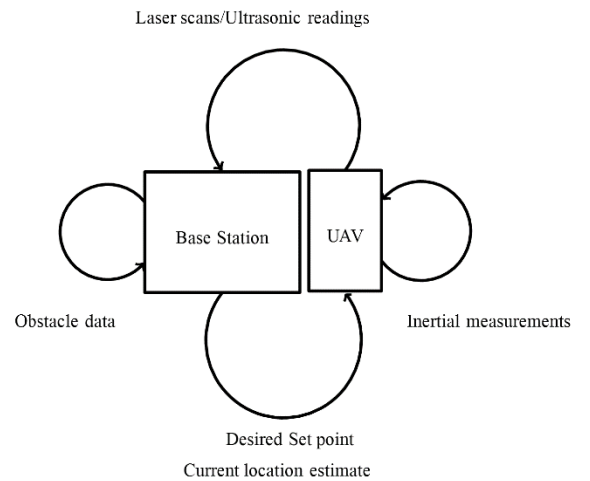 Laser scans/Ultrasonic readings
Base Station
UAV
Obstacle data
Inertial measurements
Desired Set point
Current location estimate